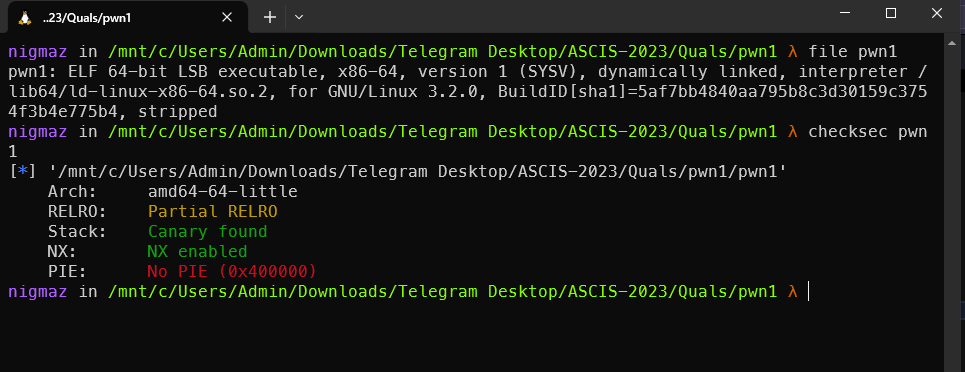 ..23/Quals/pwn1
nigmaz in /mnt/c/Users/Admin/Downloads/Telegram Desktop/ASCIS-2023/Quals/pwn1 λ file pwn1
pwn1: ELF 64-bit LSB executable, x86-64, version 1 (SYSV), dynamically linked, interpreter /
lib64/ld-linux-x86-64.so.2, for GNU/Linux 3.2.0, BuildID[sha1]=5af7bb4840aa795b8c3d30159c375
4f3b4e775b4, stripped
nigmaz in /mnt/c/Users/Admin/Downloads/Telegram Desktop/ASCIS-2023/Quals/pwn1 λ checksec pwn
1
[*] '/mnt/c/Users/Admin/Downloads/Telegram Desktop/ASCIS-2023/Quals/pwn1/pwn1'
    Arch:     amd64-64-little
    RELRO:    Partial RELRO
    Stack:    Canary found
    NX:       NX enabled
    PIE:      No PIE (0x400000)
nigmaz in /mnt/c/Users/Admin/Downloads/Telegram Desktop/ASCIS-2023/Quals/pwn1 λ